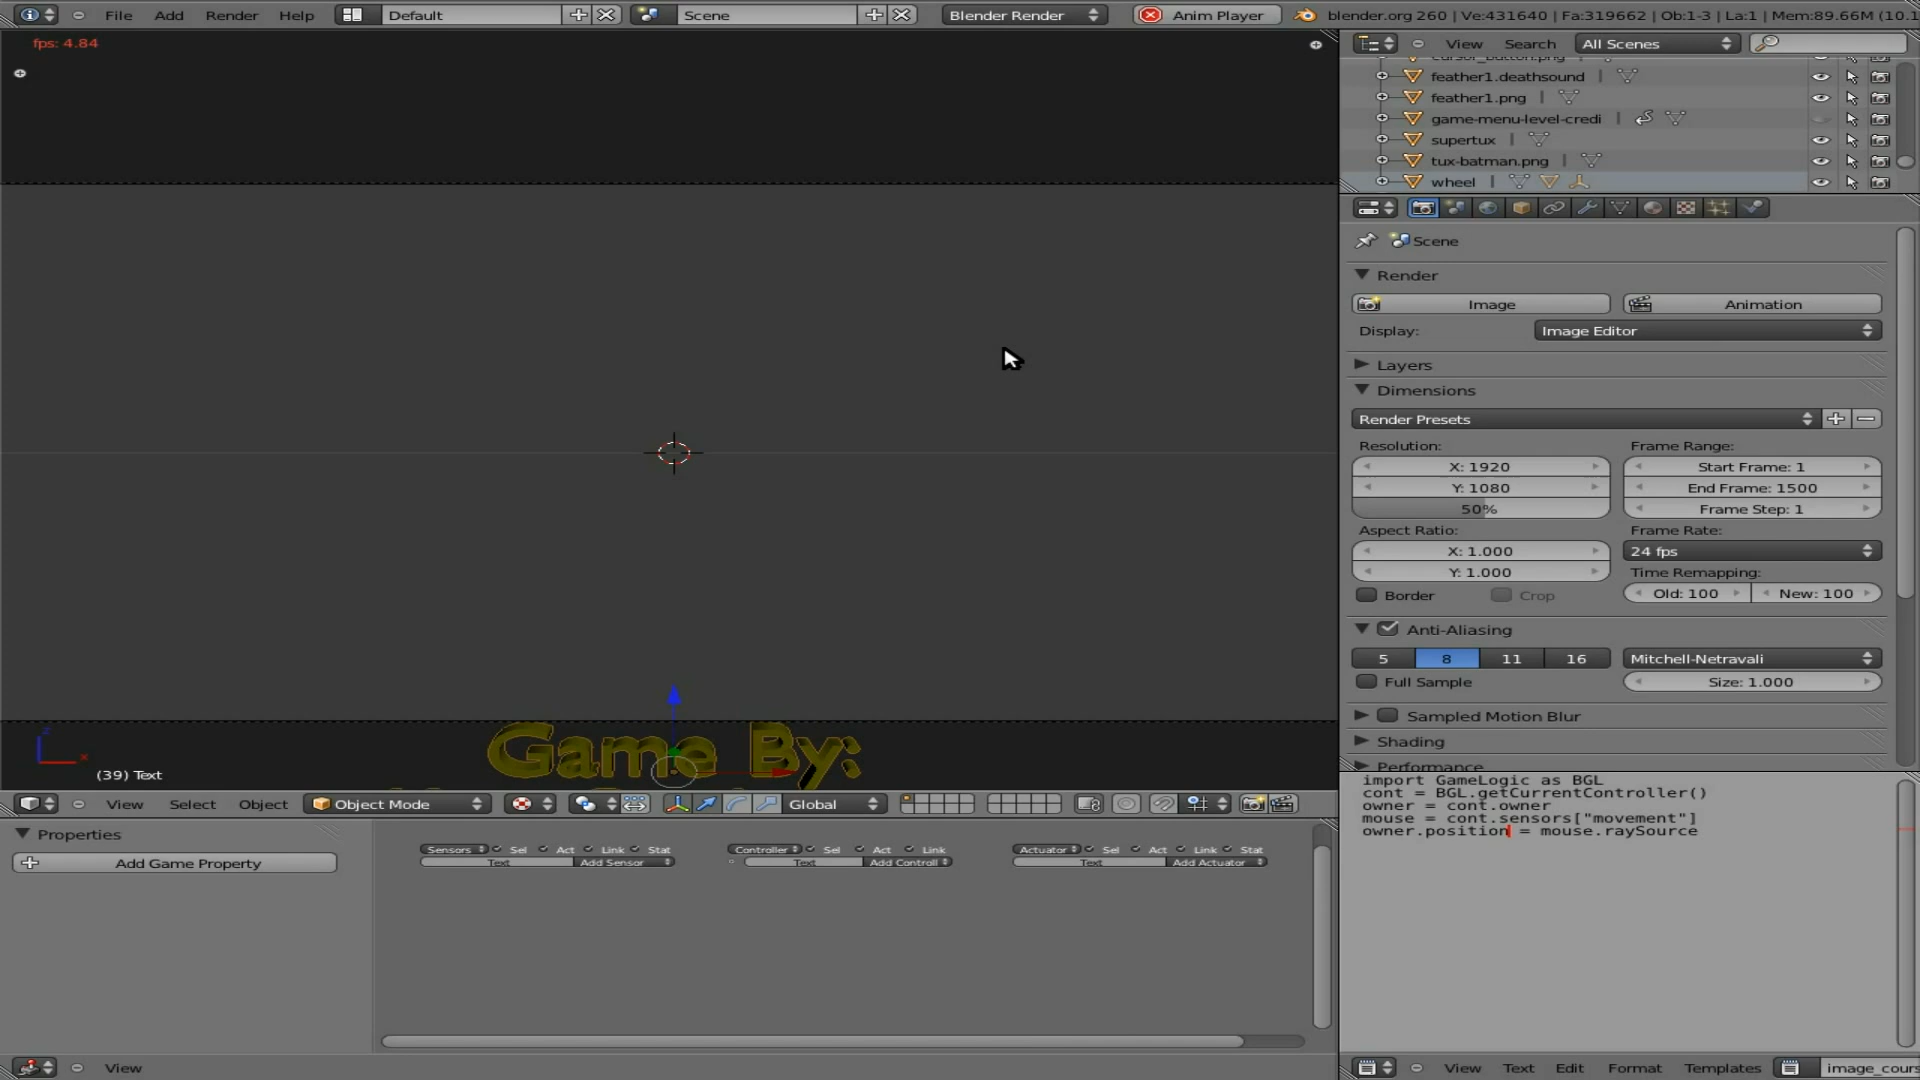 File Add Render Help Default Scene Blender Render Anim Player blender.org 260 | Ve:431640 | Fa:319662 | Ob:1-3 | La:1 | Mem:89.66M (10.1
fps: 4.84
View Search All Scenes
cursor_button.png
feather1.deathsound
feather1.png
game-menu-level-credi
supertux
tux-batman.png
wheel
Scene
Render
Image Animation
Display: Image Editor
Layers
Dimensions
Render Presets
Resolution: Frame Range:
X: 1920 Start Frame: 1
Y: 1080 End Frame: 1500
50% Frame Step: 1
Aspect Ratio: Frame Rate:
X: 1.000 24 fps
Y: 1.000 Time Remapping:
Border Crop Old: 100 New: 100
Anti-Aliasing
5 8 11 16 Mitchell-Netravali
Full Sample Size: 1.000
Sampled Motion Blur
Shading
Performance
Game By:
z
x
(39) Text
View Select Object Object Mode Global
import GameLogic as BGL
cont = BGL.getCurrentController()
owner = cont.owner
mouse = cont.sensors["movement"]
owner.position = mouse.raySource
Properties
Add Game Property
Sensors Sel Act Link Stat Controller Sel Act Link Actuator Sel Act Link Stat
Text Add Sensor Text Add Controll Text Add Actuator
View
View Text Edit Format Templates image_cours